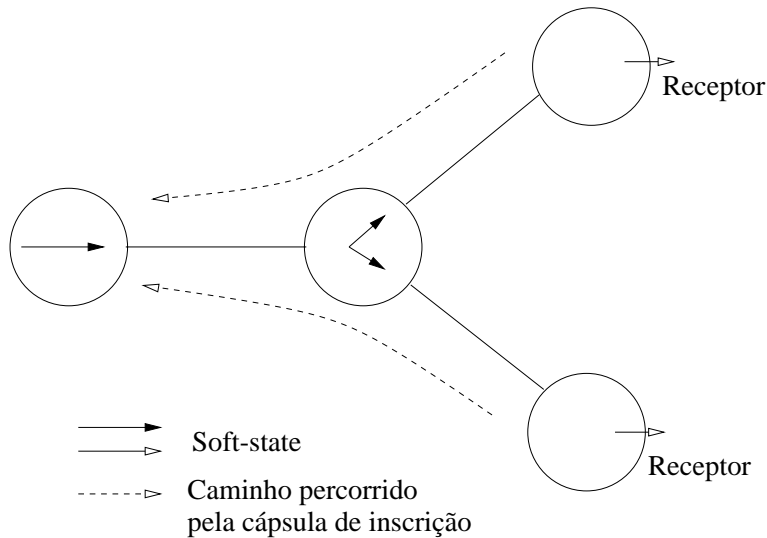 Receptor
Receptor
Soft-state
Caminho percorrido
pela cápsula de inscrição